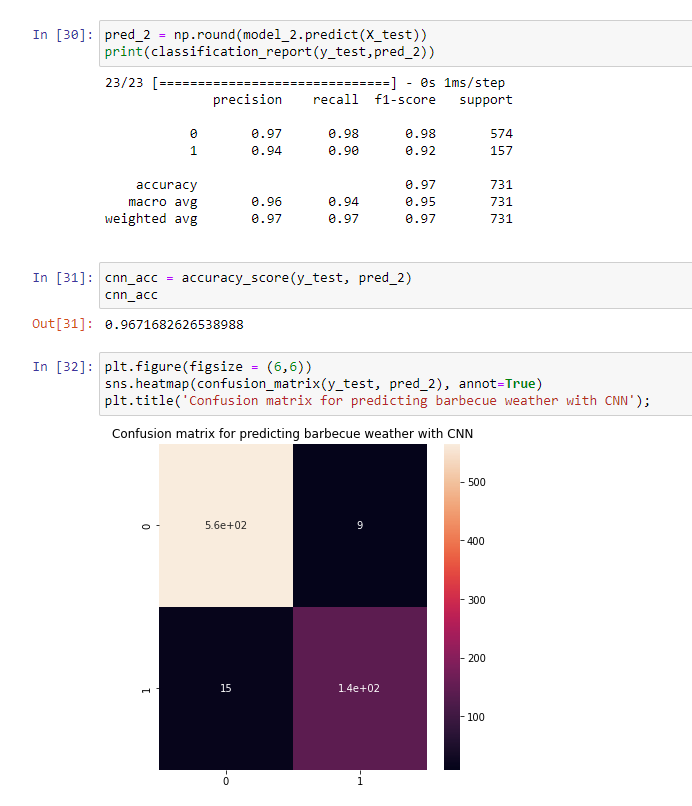 In [30]: pred_2 = np.round(model_2.predict(X_test))
print(classification_report(y_test,pred_2))
23/23 [==============================] - 0s 1ms/step
precision recall f1-score support
0 0.97 0.98 0.98 574
1 0.94 0.90 0.92 157
accuracy 0.97 731
macro avg 0.96 0.94 0.95 731
weighted avg 0.97 0.97 0.97 731
In [31]: cnn_acc = accuracy_score(y_test, pred_2)
cnn_acc
Out[31]: 0.9671682626538988
In [32]: plt.figure(figsize = (6,6))
sns.heatmap(confusion_matrix(y_test, pred_2), annot=True)
plt.title('Confusion matrix for predicting barbecue weather with CNN');
Confusion matrix for predicting barbecue weather with CNN
500
0 5.6e+02 9
400
300
200
1 15 1.4e+02
100
0 1